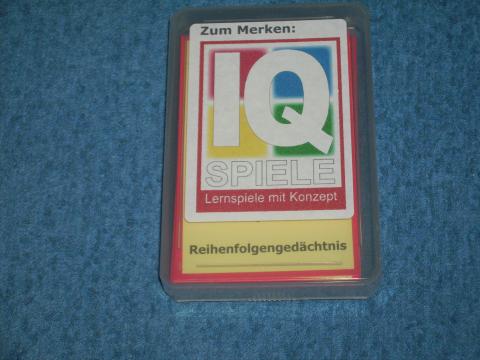 Zum Merken:
IQ
SPIELE
Lernspiele mit Konzept
Reihenfolgengedächtnis